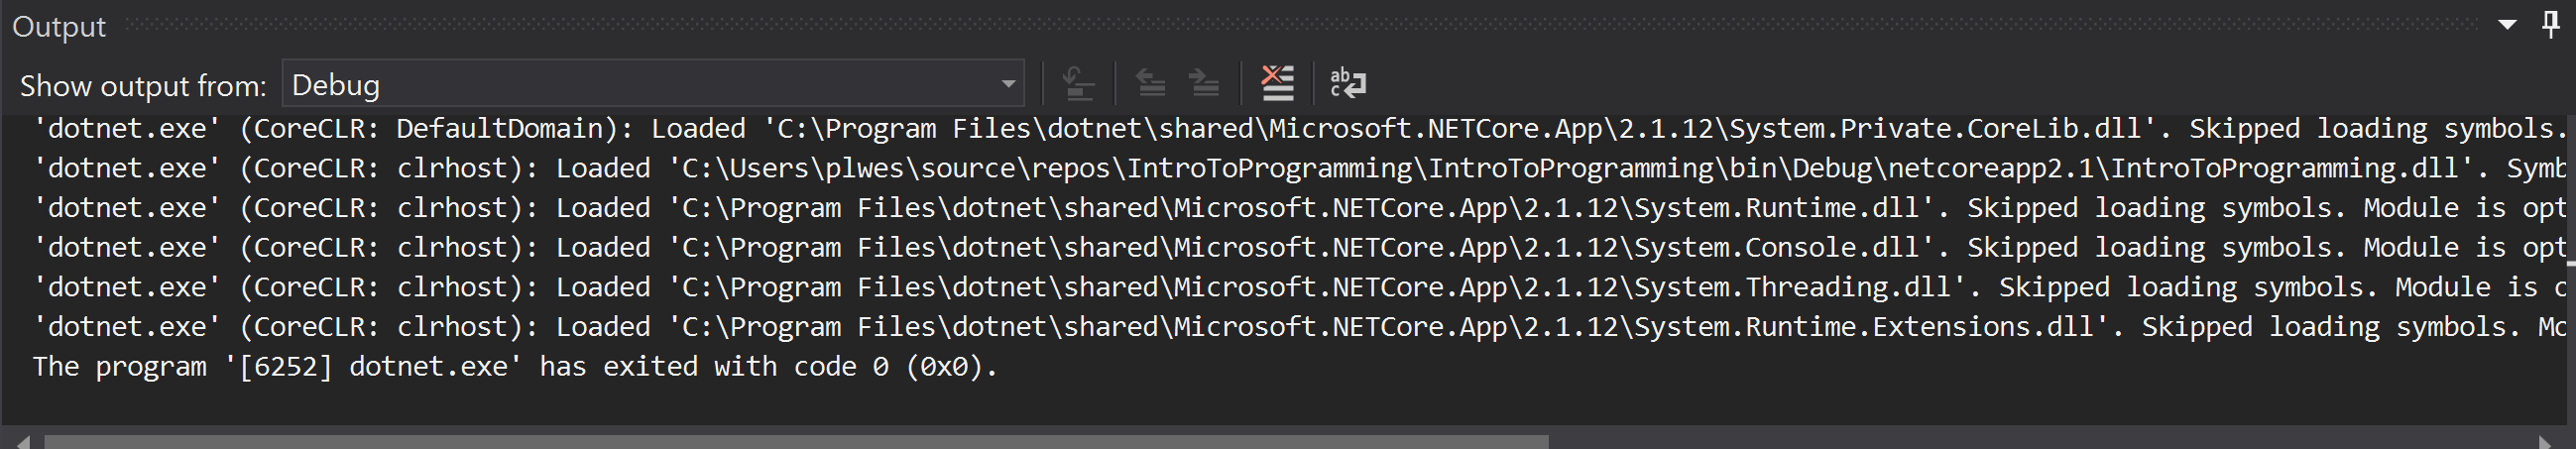 Output
Show output from: Debug
ab
c
'dotnet.exe' (CoreCLR: DefaultDomain): Loaded 'C:\Program Files\dotnet\shared\Microsoft.NETCore.App\2.1.12\System.Private.CoreLib.dll'. Skipped loading symbols.
'dotnet.exe' (CoreCLR: clrhost): Loaded 'C:\Users\plwes\source\repos\IntroToProgramming\IntroToProgramming\bin\Debug\netcoreapp2.1\IntroToProgramming.dll'. Symb
'dotnet.exe' (CoreCLR: clrhost): Loaded 'C:\Program Files\dotnet\shared\Microsoft.NETCore.App\2.1.12\System.Runtime.dll'. Skipped loading symbols. Module is opt
'dotnet.exe' (CoreCLR: clrhost): Loaded 'C:\Program Files\dotnet\shared\Microsoft.NETCore.App\2.1.12\System.Console.dll'. Skipped loading symbols. Module is opt
'dotnet.exe' (CoreCLR: clrhost): Loaded 'C:\Program Files\dotnet\shared\Microsoft.NETCore.App\2.1.12\System.Threading.dll'. Skipped loading symbols. Module is
'dotnet.exe' (CoreCLR: clrhost): Loaded 'C:\Program Files\dotnet\shared\Microsoft.NETCore.App\2.1.12\System.Runtime.Extensions.dll'. Skipped loading symbols.
The program '[6252] dotnet.exe' has exited with code 0 (0x0).